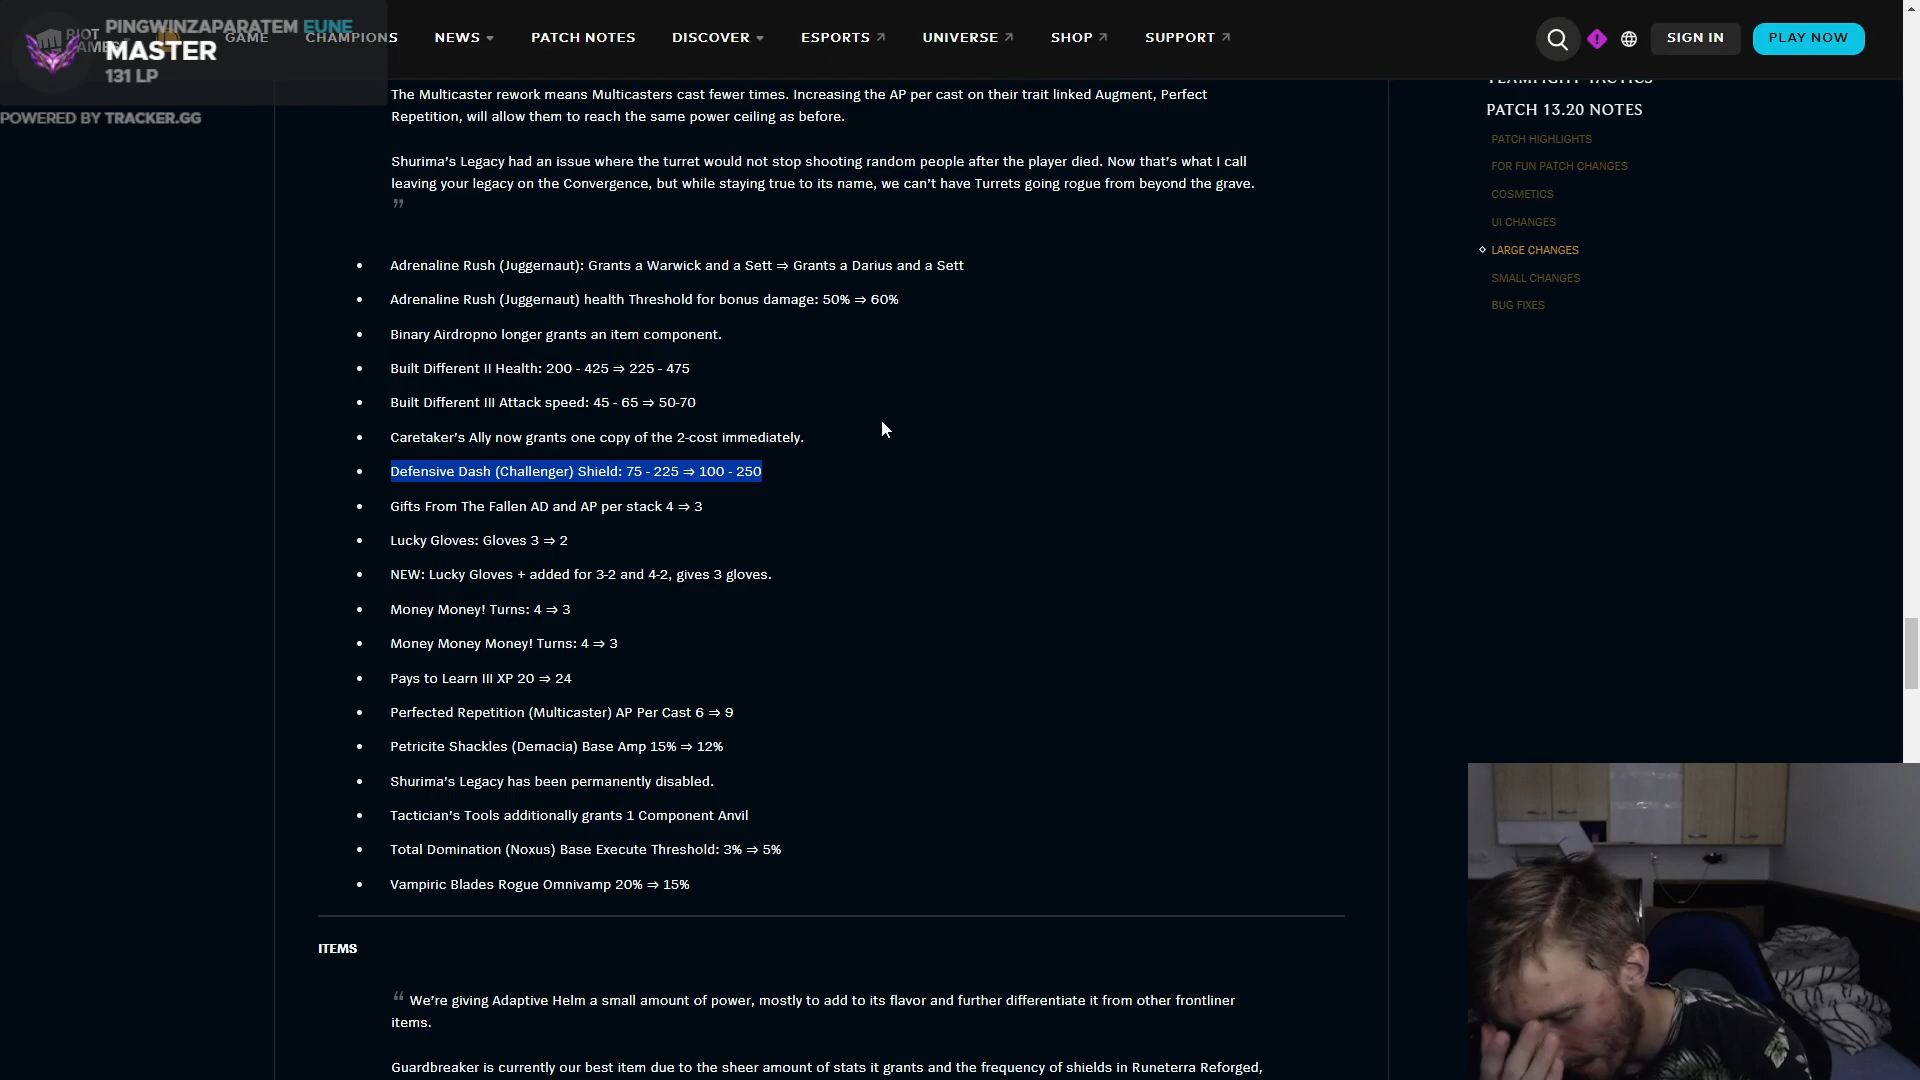 PINGWINZAPARATEM EUNE
MASTER
131 LP
POWERED BY TRACKER.GG
RIOT
GAMES
GAME
CHAMPIONS
NEWS
PATCH NOTES
DISCOVER
ESPORTS
UNIVERSE
SHOP
SUPPORT
SIGN IN
PLAY NOW
The Multicaster rework means Multicasters cast fewer times. Increasing the AP per cast on their trait linked Augment, Perfect
Repetition, will allow them to reach the same power ceiling as before.
Shurima’s Legacy had an issue where the turret would not stop shooting random people after the player died. Now that’s what I call
leaving your legacy on the Convergence, but while staying true to its name, we can’t have Turrets going rogue from beyond the grave.
”
• Adrenaline Rush (Juggernaut): Grants a Warwick and a Sett ⇒ Grants a Darius and a Sett
• Adrenaline Rush (Juggernaut) health Threshold for bonus damage: 50% ⇒ 60%
• Binary Airdropno longer grants an item component.
• Built Different II Health: 200 - 425 ⇒ 225 - 475
• Built Different III Attack speed: 45 - 65 ⇒ 50-70
• Caretaker’s Ally now grants one copy of the 2-cost immediately.
• Defensive Dash (Challenger) Shield: 75 - 225 ⇒ 100 - 250
• Gifts From The Fallen AD and AP per stack 4 ⇒ 3
• Lucky Gloves: Gloves 3 ⇒ 2
• NEW: Lucky Gloves + added for 3-2 and 4-2, gives 3 gloves.
• Money Money! Turns: 4 ⇒ 3
• Money Money Money! Turns: 4 ⇒ 3
• Pays to Learn III XP 20 ⇒ 24
• Perfected Repetition (Multicaster) AP Per Cast 6 ⇒ 9
• Petricite Shackles (Demacia) Base Amp 15% ⇒ 12%
• Shurima’s Legacy has been permanently disabled.
• Tactician’s Tools additionally grants 1 Component Anvil
• Total Domination (Noxus) Base Execute Threshold: 3% ⇒ 5%
• Vampiric Blades Rogue Omnivamp 20% ⇒ 15%
ITEMS
“ We’re giving Adaptive Helm a small amount of power, mostly to add to its flavor and further differentiate it from other frontliner
items.
Guardbreaker is currently our best item due to the sheer amount of stats it grants and the frequency of shields in Runeterra Reforged,
TEAMFIGHT TACTICS
PATCH 13.20 NOTES
PATCH HIGHLIGHTS
FOR FUN PATCH CHANGES
COSMETICS
UI CHANGES
LARGE CHANGES
SMALL CHANGES
BUG FIXES